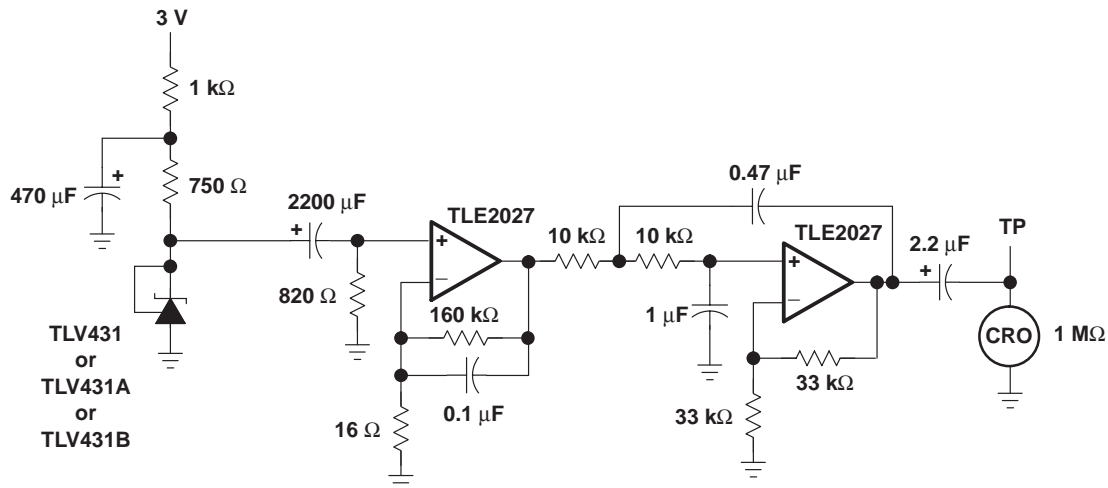 3 V
1 kΩ
470 μF
+
750 Ω
2200 μF
+
820 Ω
TLE2027
+
−
160 kΩ
0.1 μF
16 Ω
10 kΩ
10 kΩ
0.47 μF
1 μF
TLE2027
+
−
33 kΩ
33 kΩ
2.2 μF
+
TP
CRO
1 MΩ
TLV431
or
TLV431A
or
TLV431B